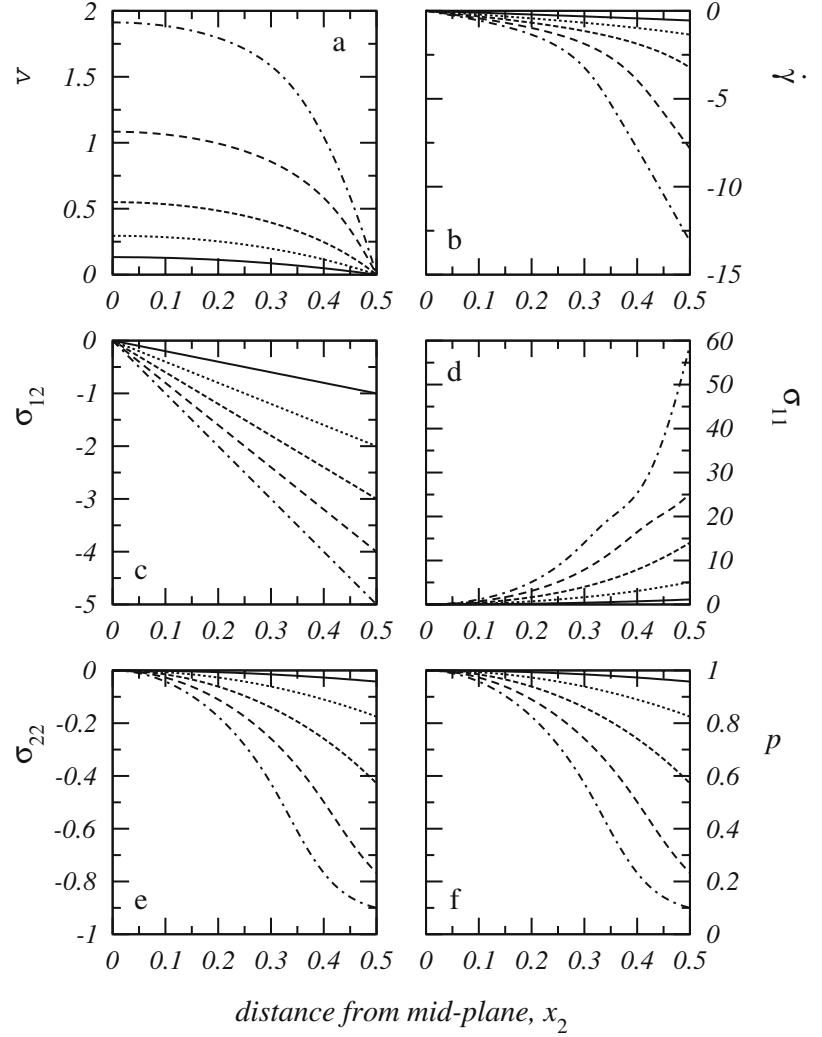 2
1.5
1
0.5
0
v
a
0 0.1 0.2 0.3 0.4 0.5
0
-5
-10
-15
γ̇
b
0 0.1 0.2 0.3 0.4 0.5
0
-1
-2
-3
-4
-5
σ12
c
0 0.1 0.2 0.3 0.4 0.5
60
50
40
30
20
10
0
σ11
d
0 0.1 0.2 0.3 0.4 0.5
0
-0.2
-0.4
-0.6
-0.8
-1
σ22
e
0 0.1 0.2 0.3 0.4 0.5
1
0.8
0.6
0.4
0.2
0
p
f
0 0.1 0.2 0.3 0.4 0.5
distance from mid-plane, x2